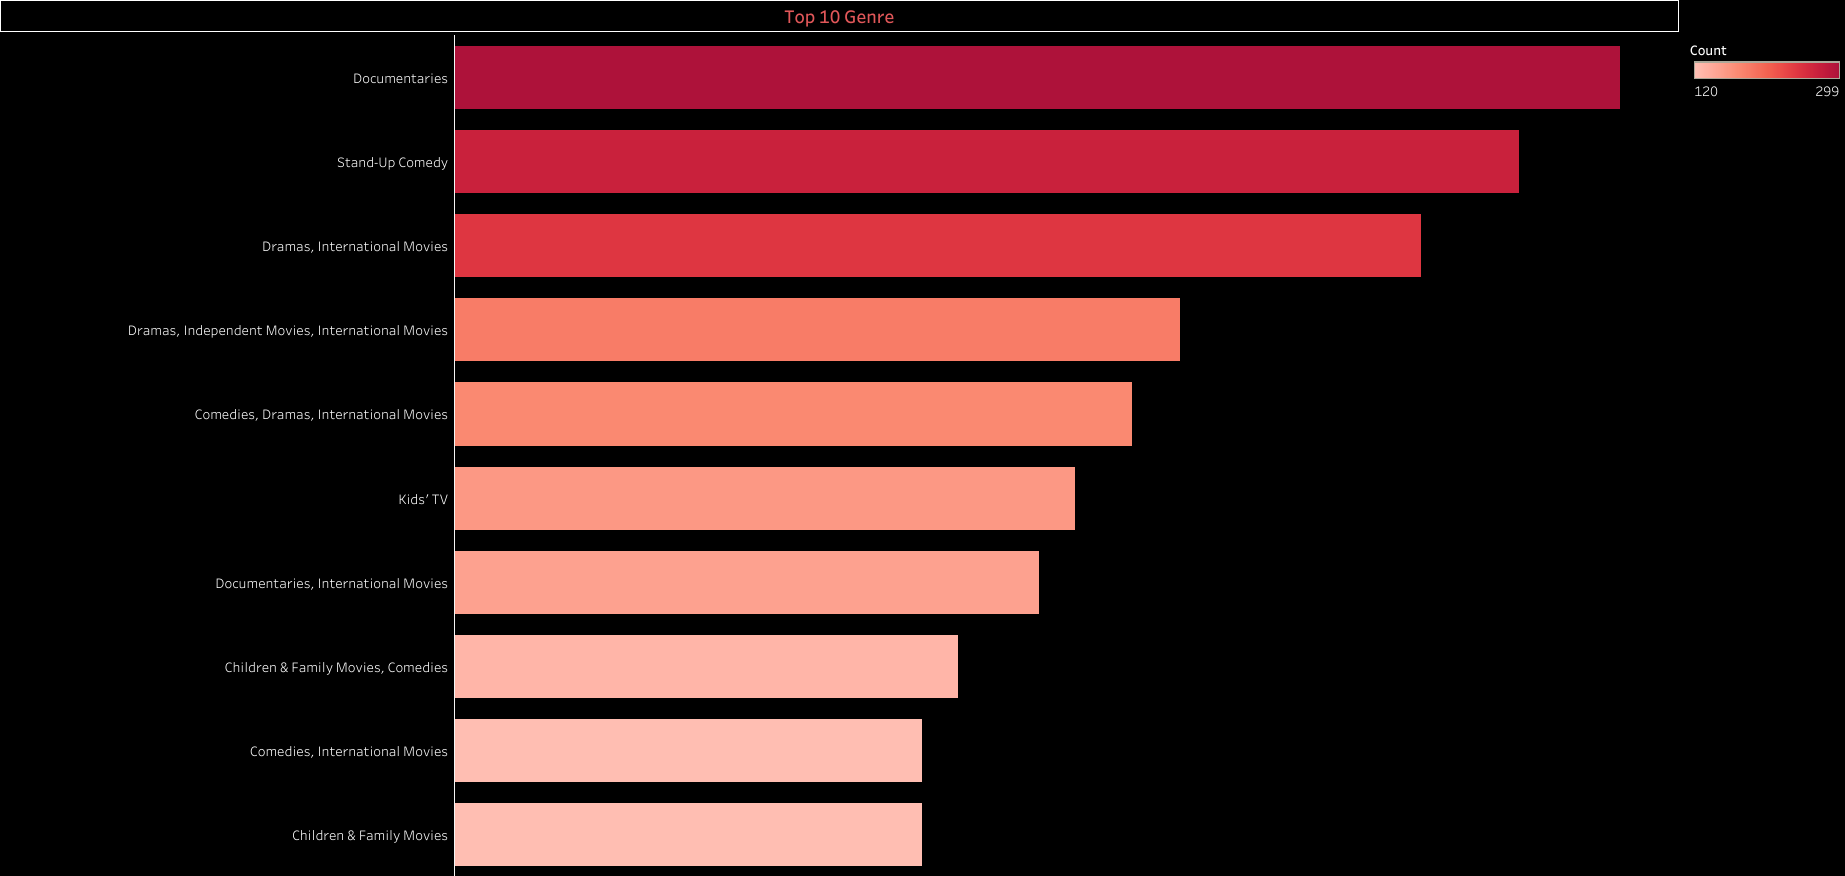 Top 10 Genre
Count
120 299
Documentaries
Stand-Up Comedy
Dramas, International Movies
Dramas, Independent Movies, International Movies
Comedies, Dramas, International Movies
Kids’ TV
Documentaries, International Movies
Children & Family Movies, Comedies
Comedies, International Movies
Children & Family Movies